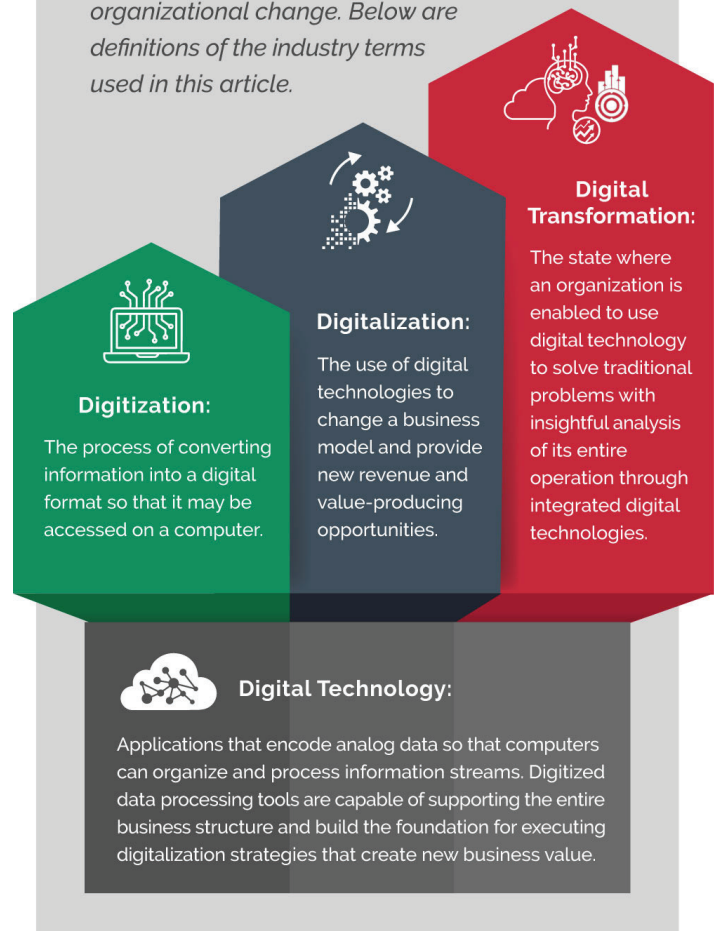 organizational change. Below are
definitions of the industry terms
used in this article.
Digitization:
The process of converting
information into a digital
format so that it may be
accessed on a computer.
Digitalization:
The use of digital
technologies to
change a business
model and provide
new revenue and
value-producing
opportunities.
Digital
Transformation:
The state where
an organization is
enabled to use
digital technology
to solve traditional
problems with
insightful analysis
of its entire
operation through
integrated digital
technologies.
Digital Technology:
Applications that encode analog data so that computers
can organize and process information streams. Digitized
data processing tools are capable of supporting the entire
business structure and build the foundation for executing
digitalization strategies that create new business value.